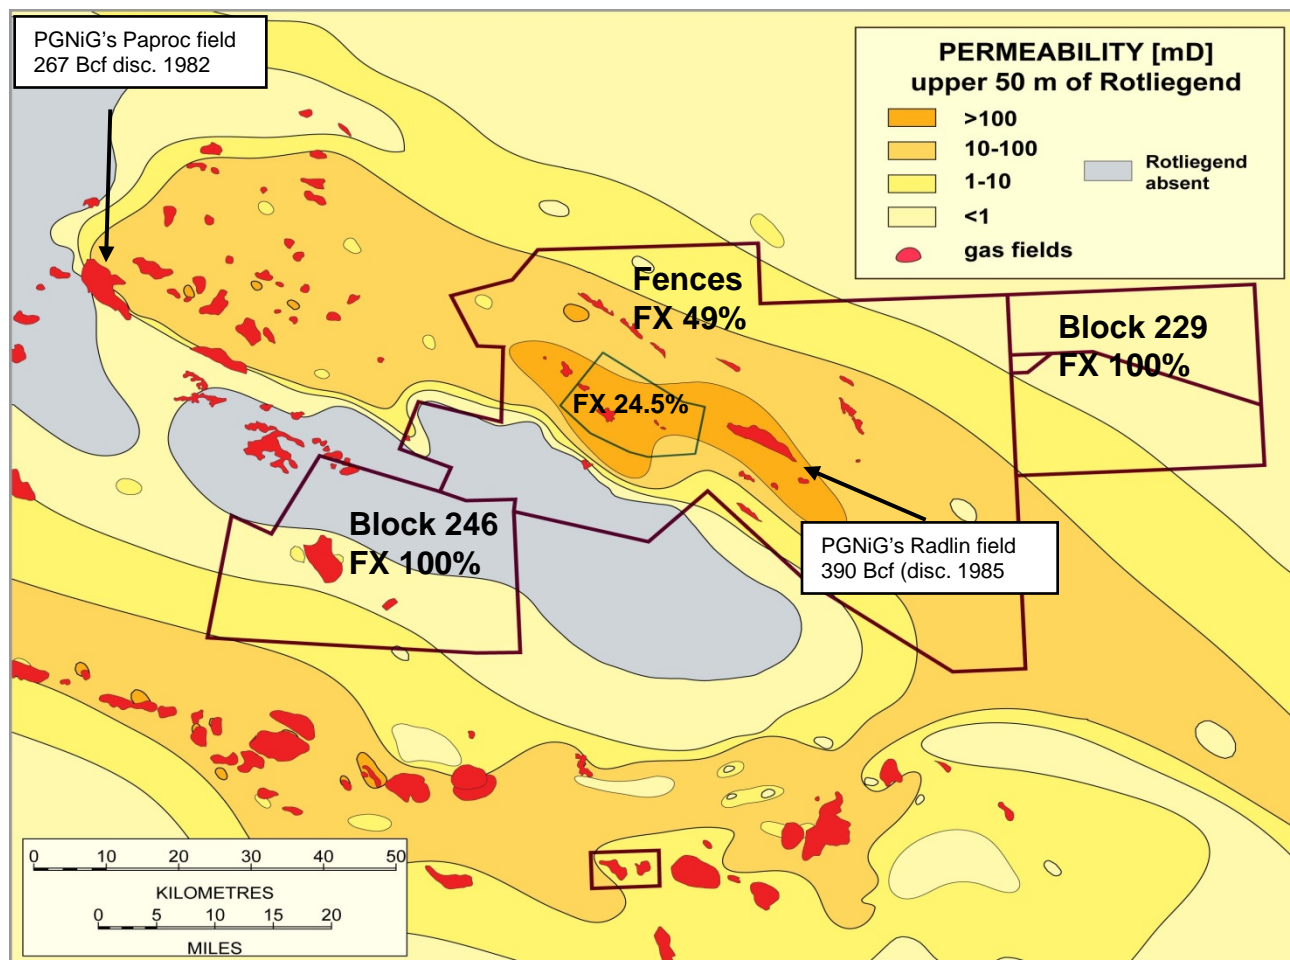 PGNiG's Paproc field
267 Bcf disc. 1982
PERMEABILITY [mD]
upper 50 m of Rotliegend
>100
10-100
1-10
<1
gas fields
Rotliegend
absent
Fences
FX 49%
Block 229
FX 100%
FX 24.5%
Block 246
FX 100%
PGNiG's Radlin field
390 Bcf (disc. 1985
0 10 20 30 40 50
KILOMETRES
0 5 10 15 20
MILES